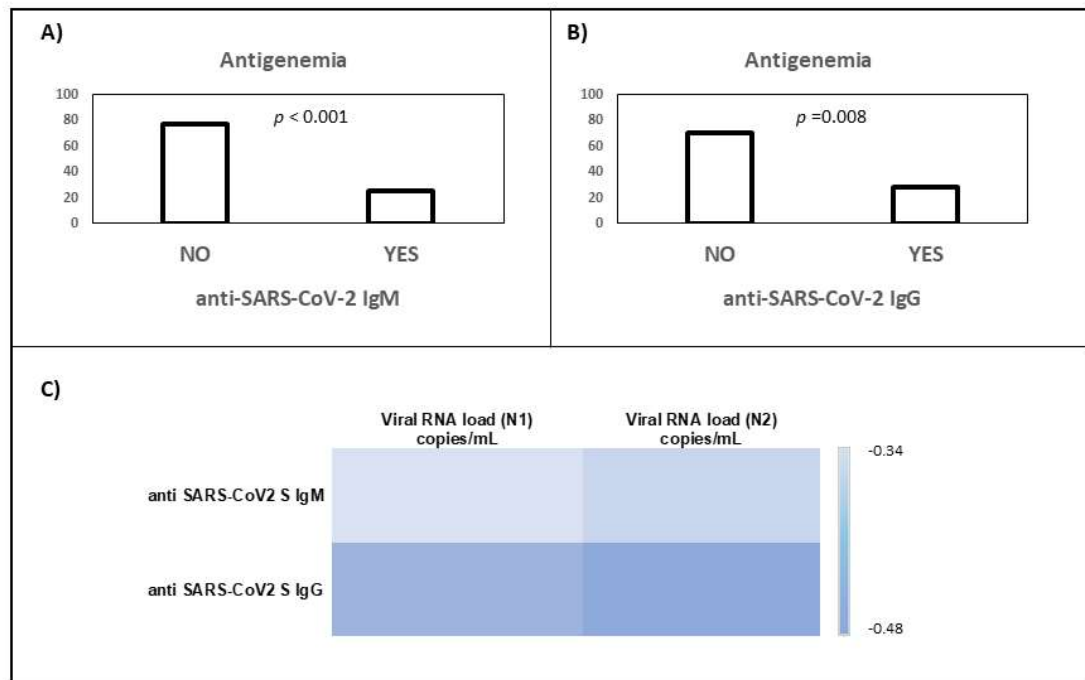 A)
Antigenemia
100
80
60
40
20
0
p < 0.001
NO
YES
anti-SARS-CoV-2 IgM
B)
Antigenemia
100
80
60
40
20
0
p =0.008
NO
YES
anti-SARS-CoV-2 IgG
C)
Viral RNA load (N1)
copies/mL
Viral RNA load (N2)
copies/mL
anti SARS-CoV2 S IgM
anti SARS-CoV2 S IgG
-0.34
-0.48